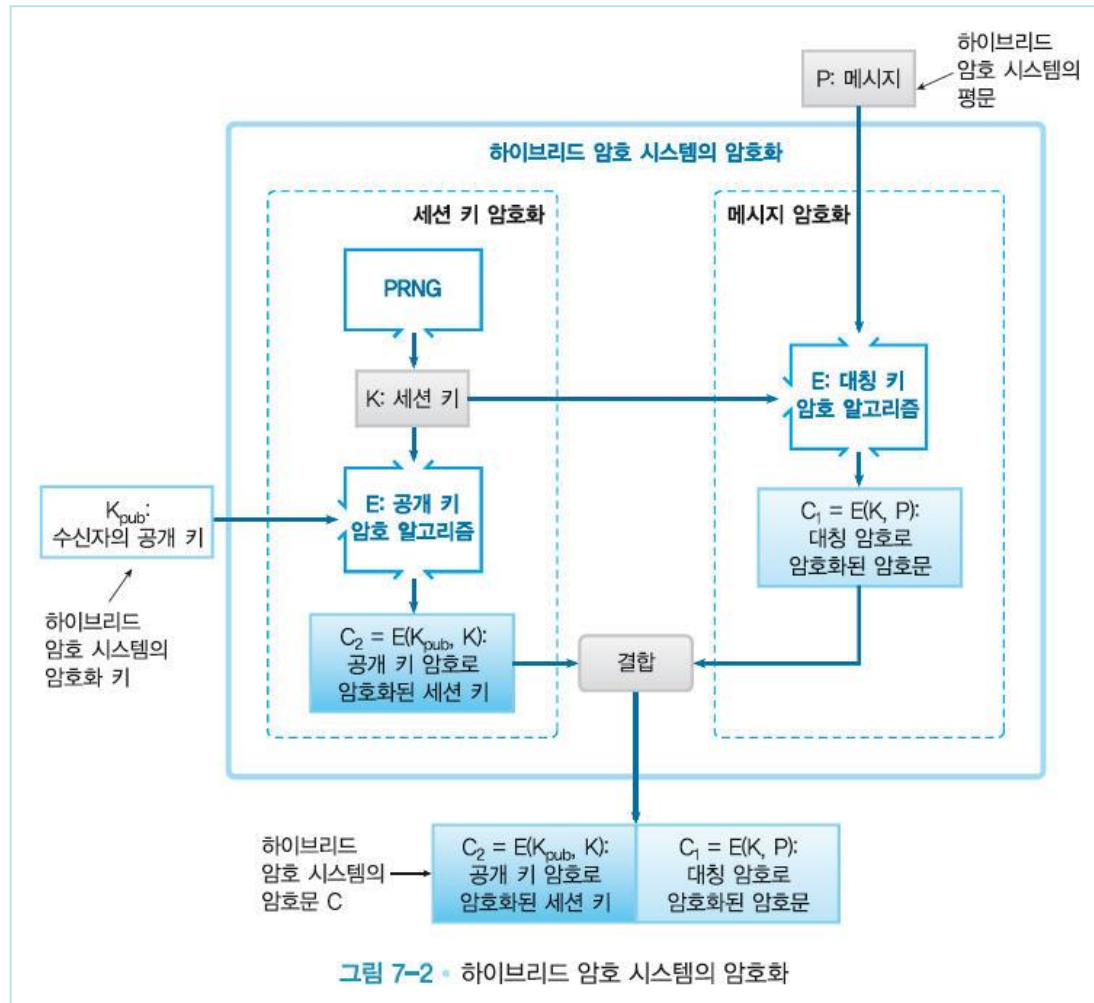 하이브리드
암호 시스템의
평문
P: 메시지
하이브리드 암호 시스템의 암호화
세션 키 암호화
메시지 암호화
PRNG
K: 세션 키
E: 대칭 키
암호 알고리즘
K_pub:
수신자의 공개 키
E: 공개 키
암호 알고리즘
C₁ = E(K, P):
대칭 암호로
암호화된 암호문
하이브리드
암호 시스템의
암호화 키
C₂ = E(K_pub, K):
공개 키 암호로
암호화된 세션 키
결합
하이브리드
암호 시스템의
암호문 C
C₂ = E(K_pub, K):
공개 키 암호로
암호화된 세션 키
C₁ = E(K, P):
대칭 암호로
암호화된 암호문
그림 7-2 • 하이브리드 암호 시스템의 암호화